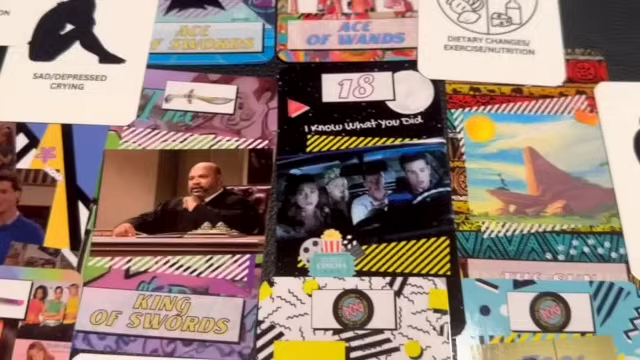 ACE
OF SWORDS
ACE
OF WANDS
DIETARY CHANGES/
EXERCISE/NUTRITION
SAD/DEPRESSED
CRYING
18
I Know What You Did
KING
OF SWORDS